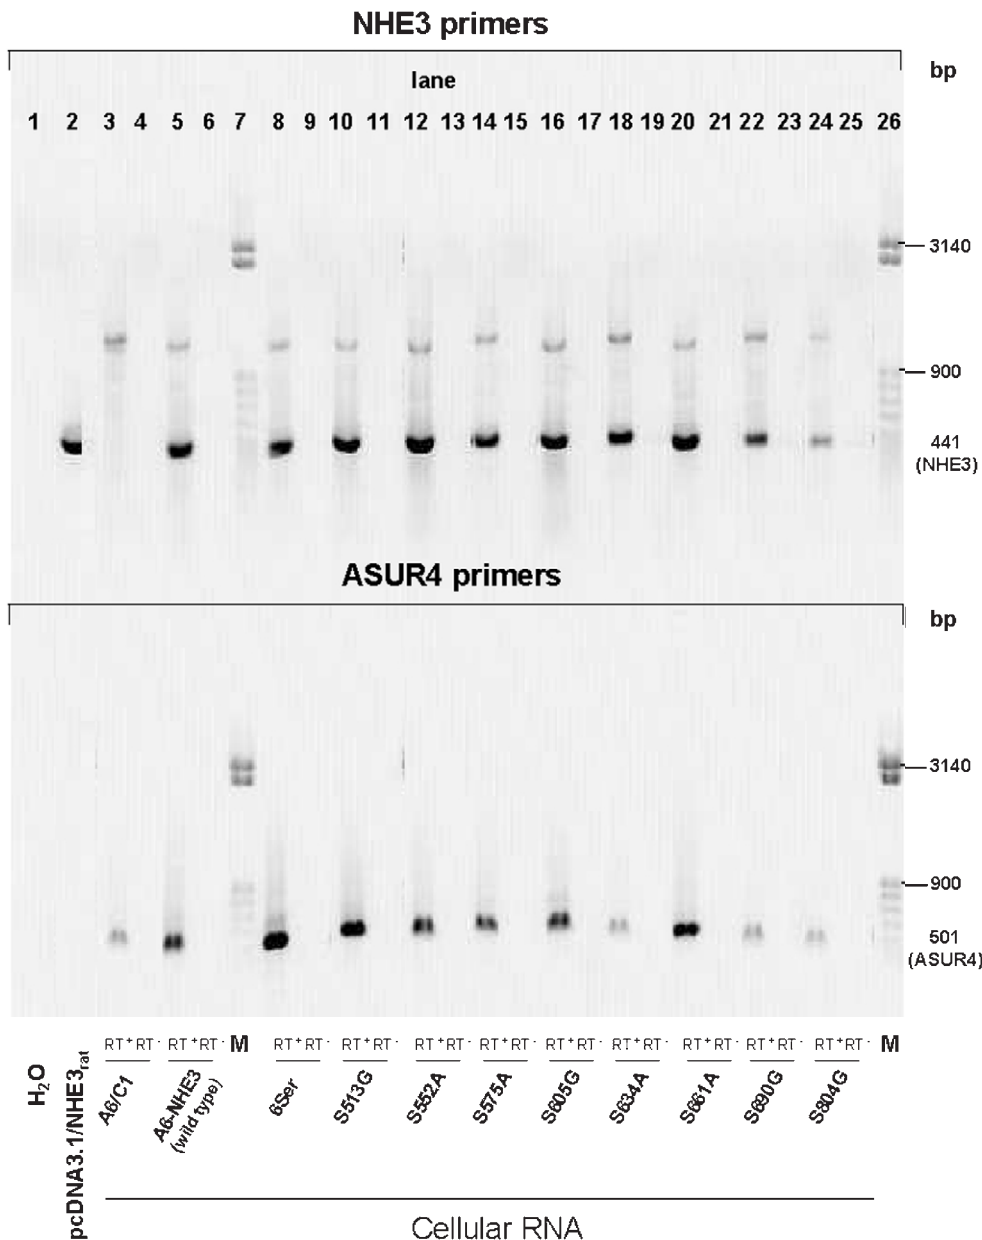 NHE3 primers
bp
lane
1 2 3 4 5 6 7 8 9 10 11 12 13 14 15 16 17 18 19 20 21 22 23 24 25 26
3140
900
441
(NHE3)
ASUR4 primers
bp
3140
900
501
(ASUR4)
RT+RT- RT+RT- M RT+RT- RT+RT- RT+RT- RT+RT- RT+RT- RT+RT- RT+RT- RT+RT- RT+RT- M
H2O
pcDNA3.1/NHE3rat
A6/C1
A6-NHE3
(wild type)
6Ser
S513G
S552A
S575A
S605G
S634A
S661A
S690G
S804G
Cellular RNA